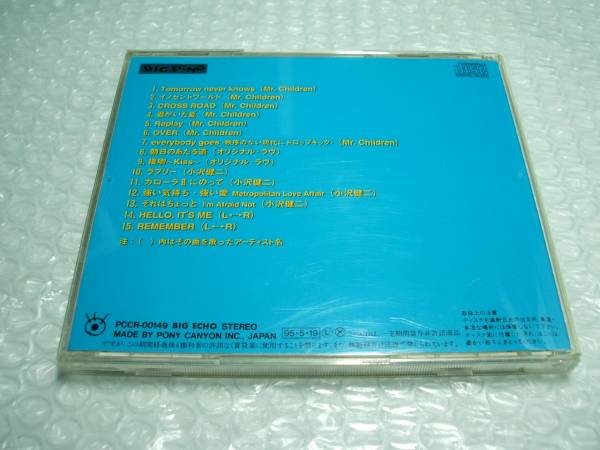 BIG ECHO
COMPACT disc DIGITAL AUDIO
1. Tomorrow never knows (Mr. Children)
2. イノセントワールド (Mr. Children)
3. CROSS ROAD (Mr. Children)
4. 君がいた夏 (Mr. Children)
5. Replay (Mr. Children)
6. OVER (Mr. Children)
7. everybody goes 秩序のない現代にドロップキック (Mr. Children)
8. 朝日のあたる道 (オリジナル・ラヴ)
9. 接吻〜Kiss〜 (オリジナル・ラヴ)
10. ラブリー (小沢健二)
11. カローラⅡにのって (小沢健二)
12. 強い気持ち・強い愛 Metropolitan Love Affair (小沢健二)
13. それはちょっと I'm Afraid Not (小沢健二)
14. HELLO, IT'S ME (L↔R)
15. REMEMBER (L↔R)
注:( )内はその曲を歌ったアーティスト名
PCCR-00149 BIG ECHO STEREO
MADE BY PONY CANYON INC., JAPAN
95・5・19 L X